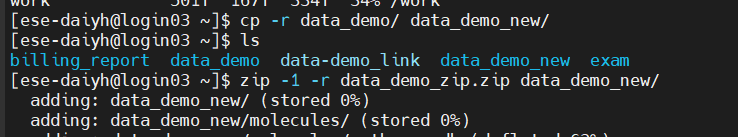 work 501T 167T 334T 34% /work
[ese-daiyh@login03 ~]$ cp -r data_demo/ data_new/
[ese-daiyh@login03 ~]$ ls
billing_report data_demo data-demo_link data_demo_new exam
[ese-daiyh@login03 ~]$ zip -1 -r data_demo_zip.zip data_demo_new/
adding: data_demo_new/ (stored 0%)
adding: data_demo_new/molecules/ (stored 0%)